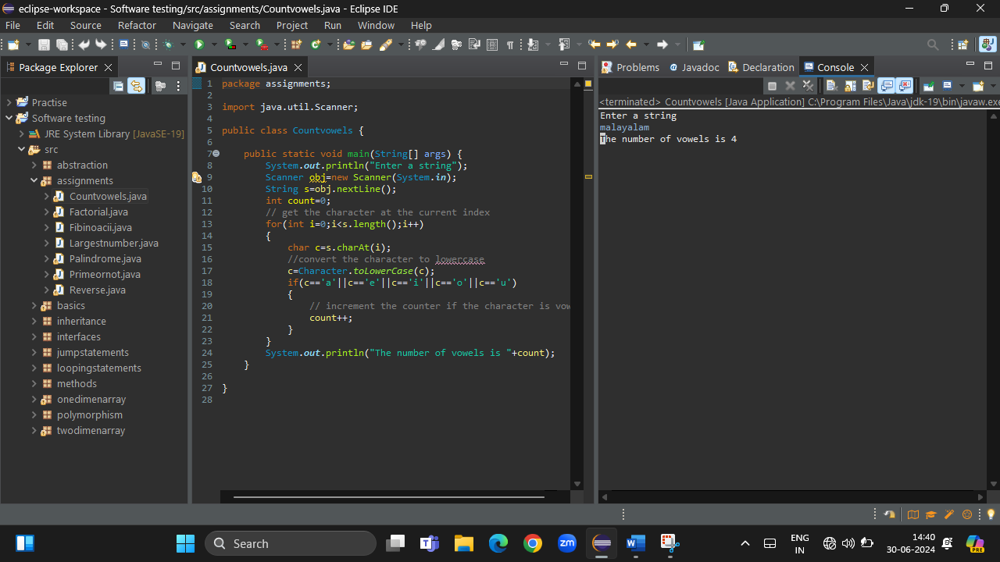 eclipse-workspace - Software testing/src/assignments/Countvowels.java - Eclipse IDE
File Edit Source Refactor Navigate Search Project Run Window Help
Package Explorer
Practise
Software testing
JRE System Library [JavaSE-19]
src
abstraction
assignments
Countvowels.java
Factorial.java
Fibinoacii.java
Largestnumber.java
Palindrome.java
Primeornot.java
Reverse.java
basics
inheritance
interfaces
jumpstatements
loopingstatements
methods
onedimenarray
polymorphism
twodimenarray
Countvowels.java
1 package assignments;
2
3 import java.util.Scanner;
4
5 public class Countvowels {
6
7 public static void main(String[] args) {
8 System.out.println("Enter a string");
9 Scanner obj=new Scanner(System.in);
10 String s=obj.nextLine();
11 int count=0;
12 // get the character at the current index
13 for(int i=0;i<s.length();i++)
14 {
15 char c=s.charAt(i);
16 //convert the character to lowercase
17 c=Character.toLowerCase(c);
18 if(c=='a'||c=='e'||c=='i'||c=='o'||c=='u')
19 {
20 // increment the counter if the character is vow
21 count++;
22 }
23 }
24 System.out.println("The number of vowels is "+count);
25 }
26
27 }
28
Problems @ Javadoc Declaration Console
<terminated> Countvowels [Java Application] C:\Program Files\Java\jdk-19\bin\javaw.exe
Enter a string
malayalam
The number of vowels is 4
Search
ENG
IN
14:40
30-06-2024
zm
PRE